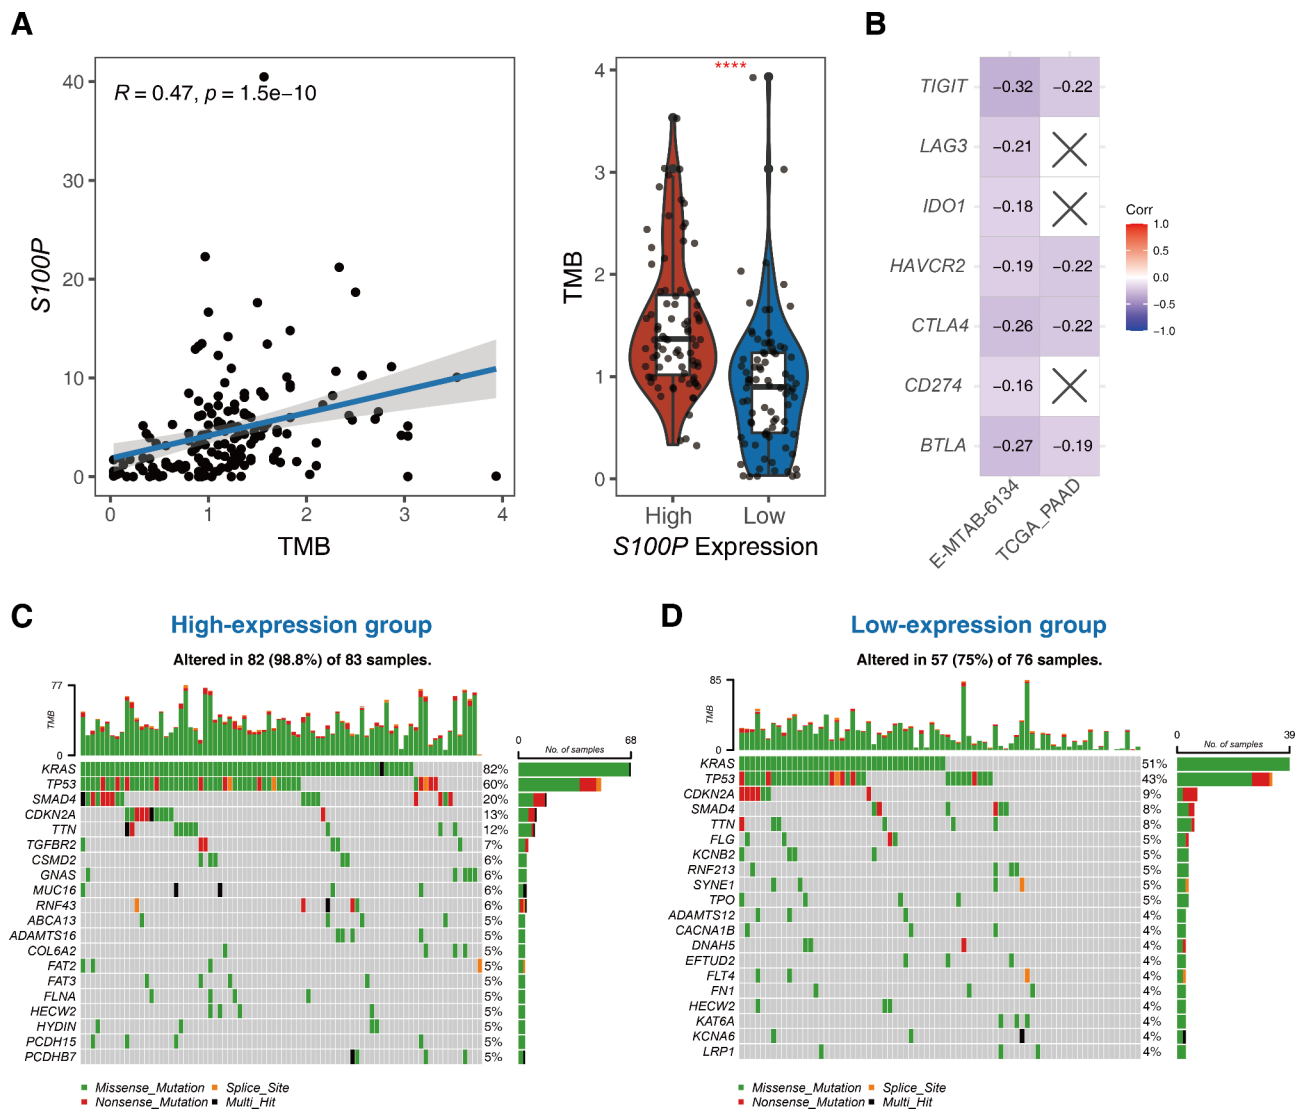 A
R = 0.47, p = 1.5e−10
S100P
40
30
20
10
0
0 1 2 3 4
TMB
****
TMB
4
3
2
1
0
High Low
S100P Expression
B
TIGIT −0.32 −0.22
LAG3 −0.21
IDO1 −0.18
HAVCR2 −0.19 −0.22
CTLA4 −0.26 −0.22
CD274 −0.16
BTLA −0.27 −0.19
E−MTAB−6134
TCGA_PAAD
Corr
1.0
0.5
0.0
−0.5
−1.0
C
High-expression group
Altered in 82 (98.8%) of 83 samples.
77
TMB
0
0 68
No. of samples
KRAS 82%
TP53 60%
SMAD4 20%
CDKN2A 13%
TTN 12%
TGFBR2 7%
CSMD2 6%
GNAS 6%
MUC16 6%
RNF43 6%
ABCA13 5%
ADAMTS16 5%
COL6A2 5%
FAT2 5%
FAT3 5%
FLNA 5%
HECW2 5%
HYDIN 5%
PCDH15 5%
PCDHB7 5%
Missense_Mutation Splice_Site
Nonsense_Mutation Multi_Hit
D
Low-expression group
Altered in 57 (75%) of 76 samples.
85
TMB
0
0 39
No. of samples
KRAS 51%
TP53 43%
CDKN2A 9%
SMAD4 8%
TTN 8%
FLG 5%
KCNB2 5%
RNF213 5%
SYNE1 5%
TPO 5%
ADAMTS12 4%
CACNA1B 4%
DNAH5 4%
EFTUD2 4%
FLT4 4%
FN1 4%
HECW2 4%
KAT6A 4%
KCNA6 4%
LRP1 4%
Missense_Mutation Splice_Site
Nonsense_Mutation Multi_Hit